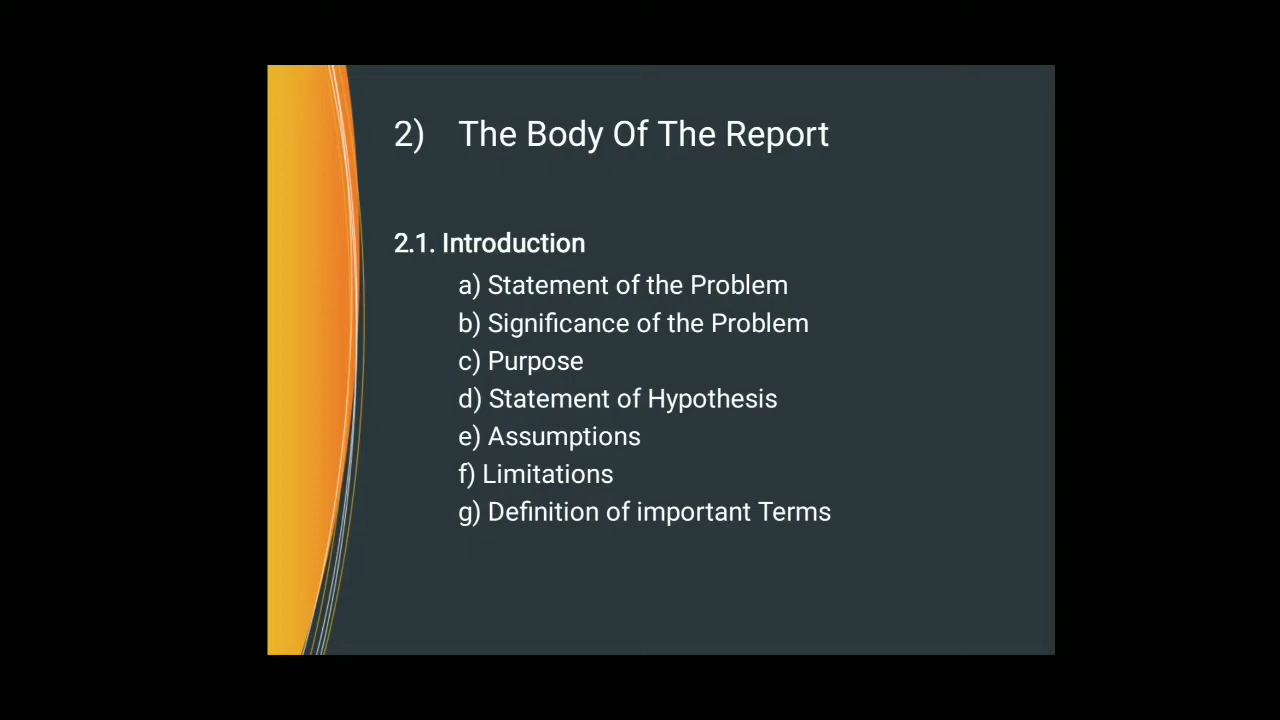 2) The Body Of The Report
2.1. Introduction
a) Statement of the Problem
b) Significance of the Problem
c) Purpose
d) Statement of Hypothesis
e) Assumptions
f) Limitations
g) Definition of important Terms